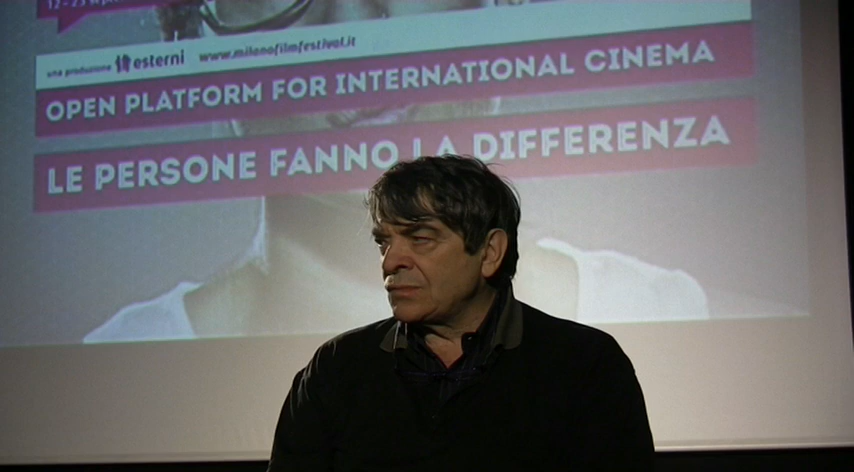 una produzione esterni www.milanofilmfestival.it
OPEN PLATFORM FOR INTERNATIONAL CINEMA
LE PERSONE FANNO LA DIFFERENZA